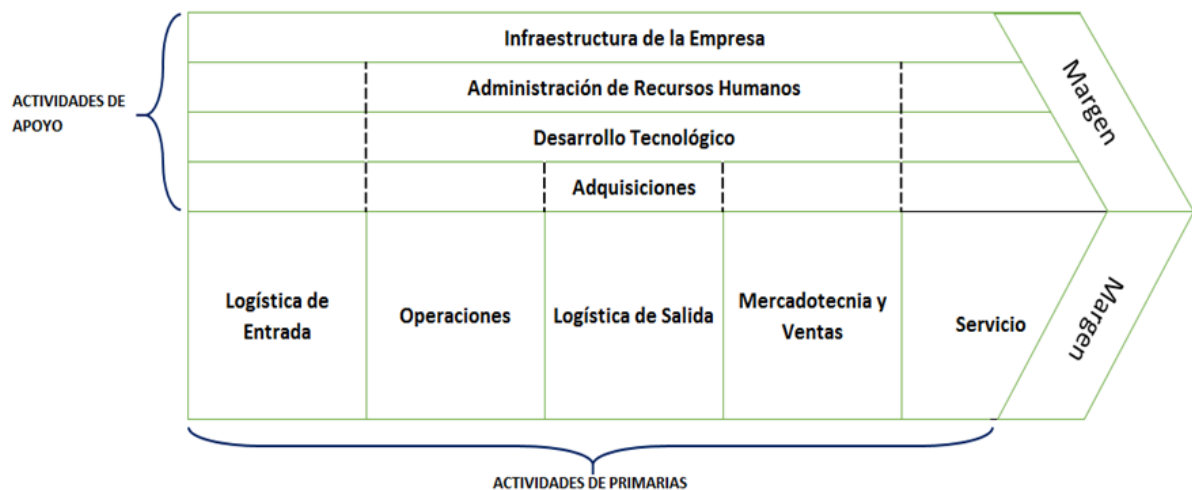 Infraestructura de la Empresa
Administración de Recursos Humanos
Desarrollo Tecnológico
Adquisiciones
ACTIVIDADES DE
APOYO
Margen
Logística de
Entrada
Operaciones
Logística de Salida
Mercadotecnia y
Ventas
Servicio
Margen
ACTIVIDADES DE PRIMARIAS